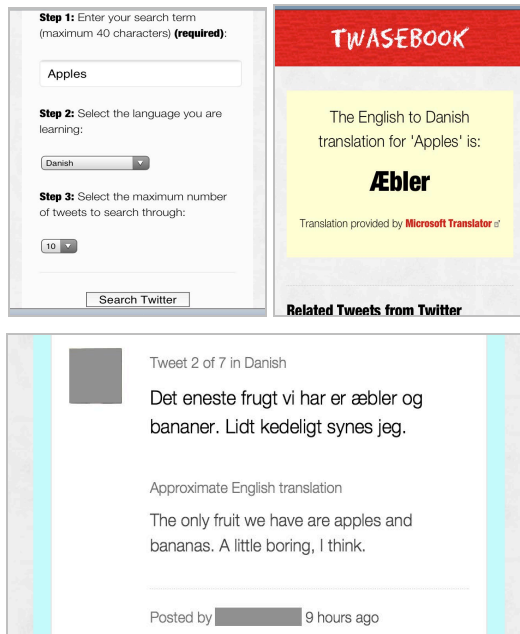 Step 1: Enter your search term
(maximum 40 characters) (required):
Apples
Step 2: Select the language you are
learning:
Danish
Step 3: Select the maximum number
of tweets to search through:
10
Search Twitter
TWASEBOOK
The English to Danish
translation for 'Apples' is:
Æbler
Translation provided by Microsoft Translator
Related Tweets from Twitter
Tweet 2 of 7 in Danish
Det eneste frugt vi har er æbler og
bananer. Lidt kedeligt synes jeg.
Approximate English translation
The only fruit we have are apples and
bananas. A little boring, I think.
Posted by 9 hours ago